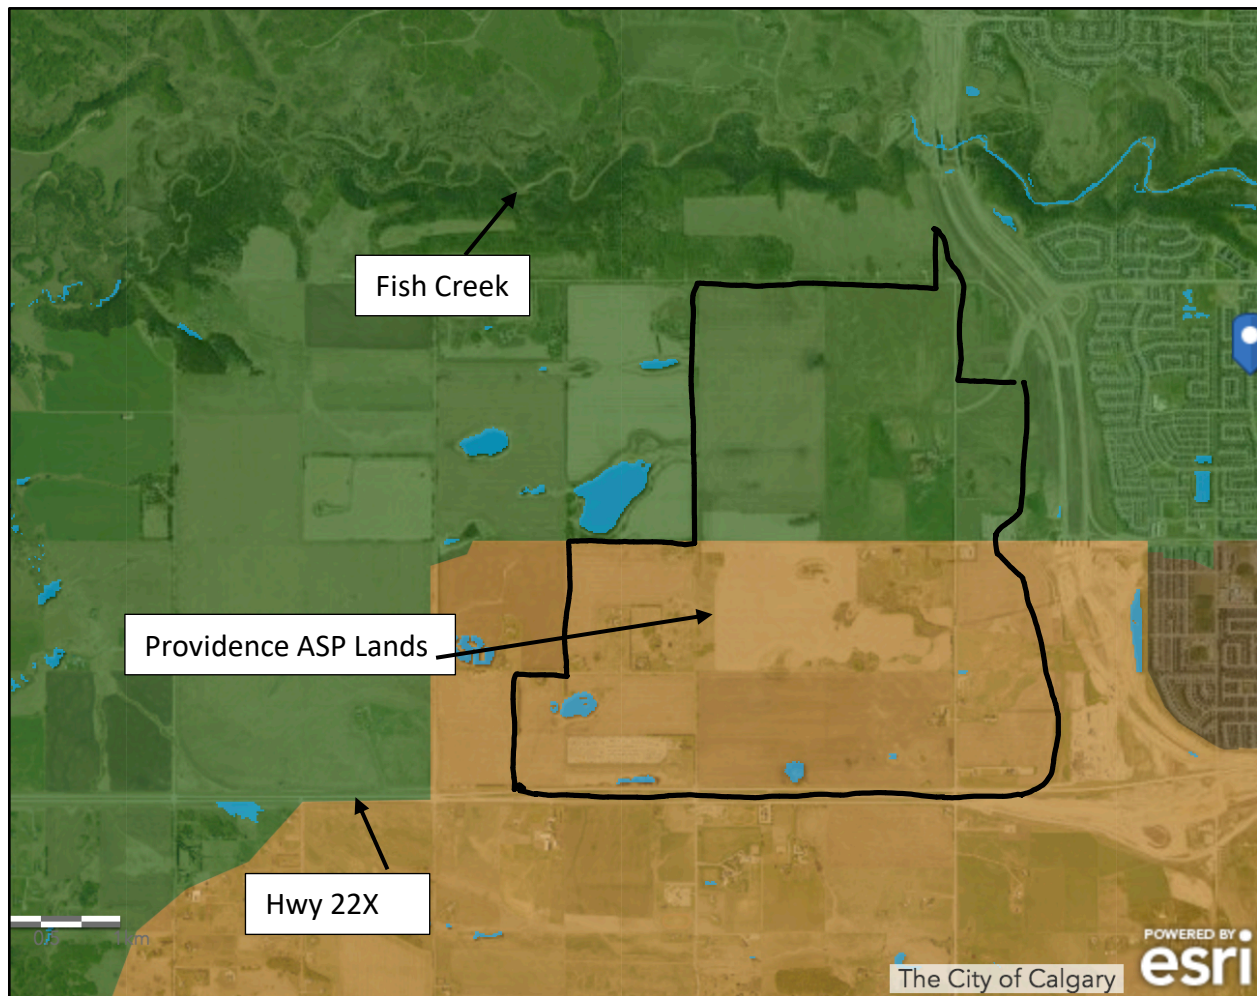 Fish Creek
Providence ASP Lands
Hwy 22X
POWERED BY
esri
The City of Calgary